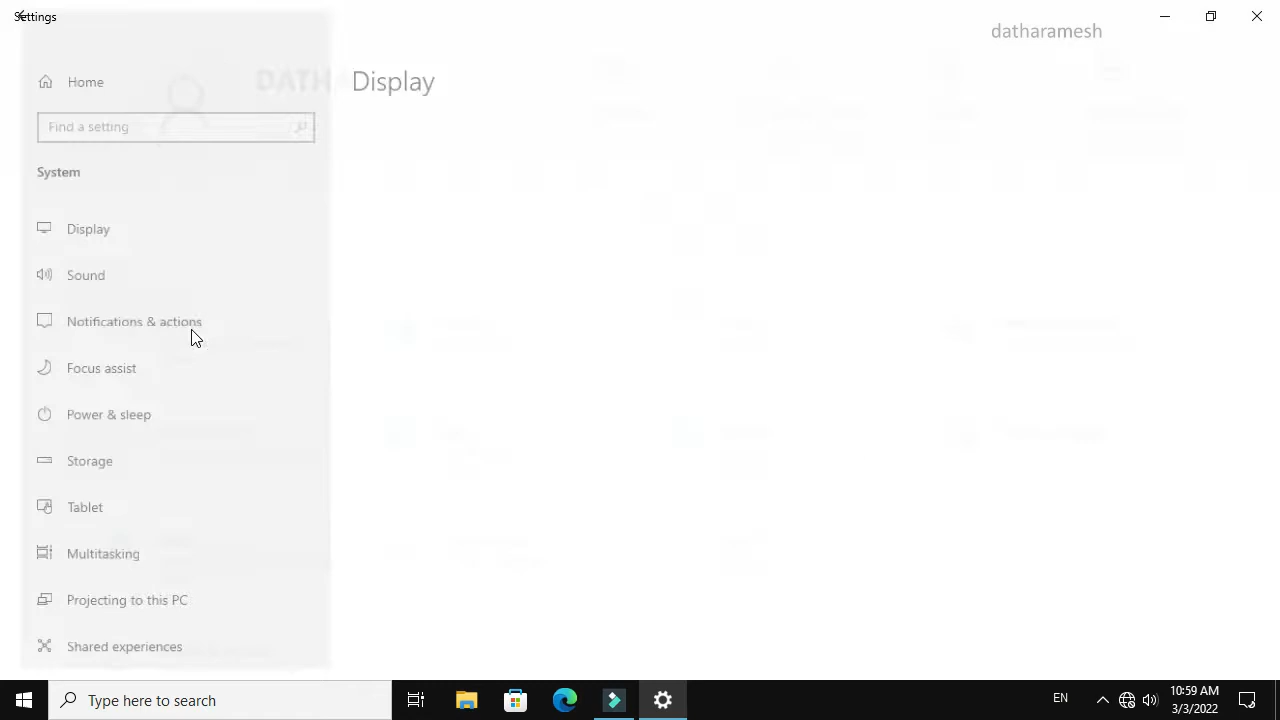 Settings
datharamesh
Home
Display
Find a setting
System
Display
Sound
Notifications & actions
Focus assist
Power & sleep
Storage
Tablet
Multitasking
Projecting to this PC
Shared experiences
Type here to search
EN
10:59 AM
3/3/2022